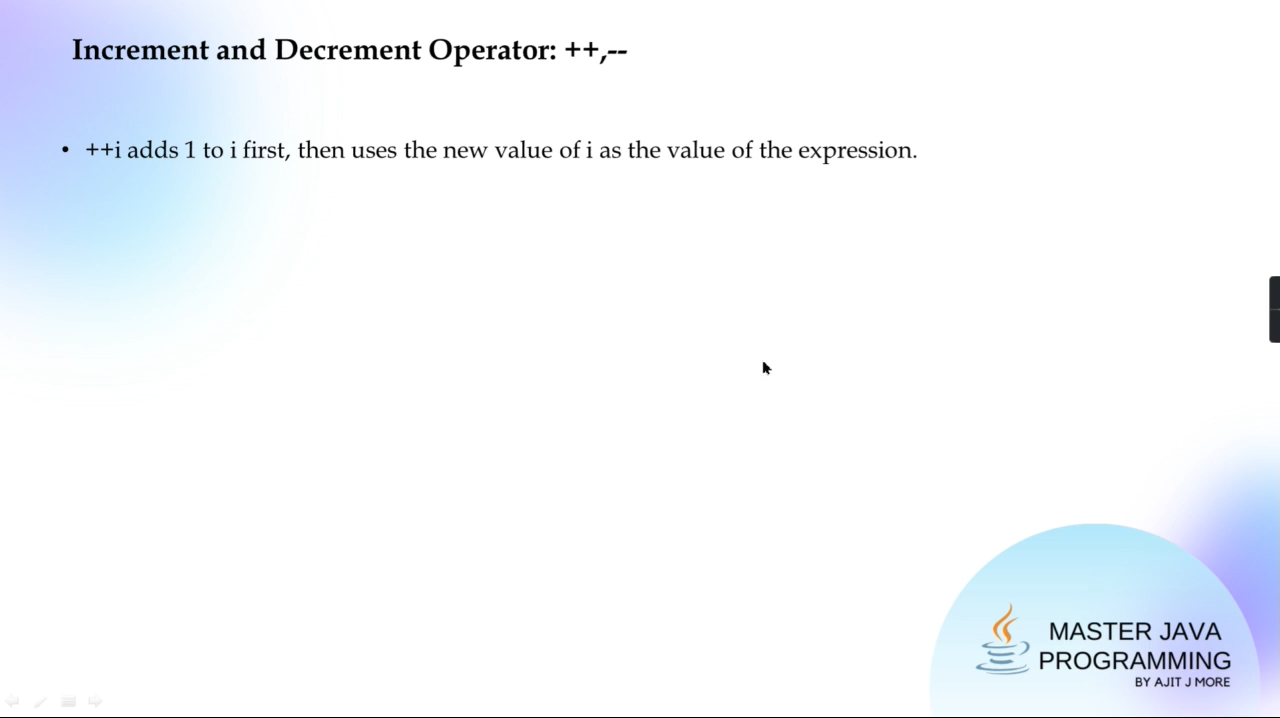 Increment and Decrement Operator: ++,--
• ++i adds 1 to i first, then uses the new value of i as the value of the expression.
MASTER JAVA
PROGRAMMING
BY AJIT J MORE